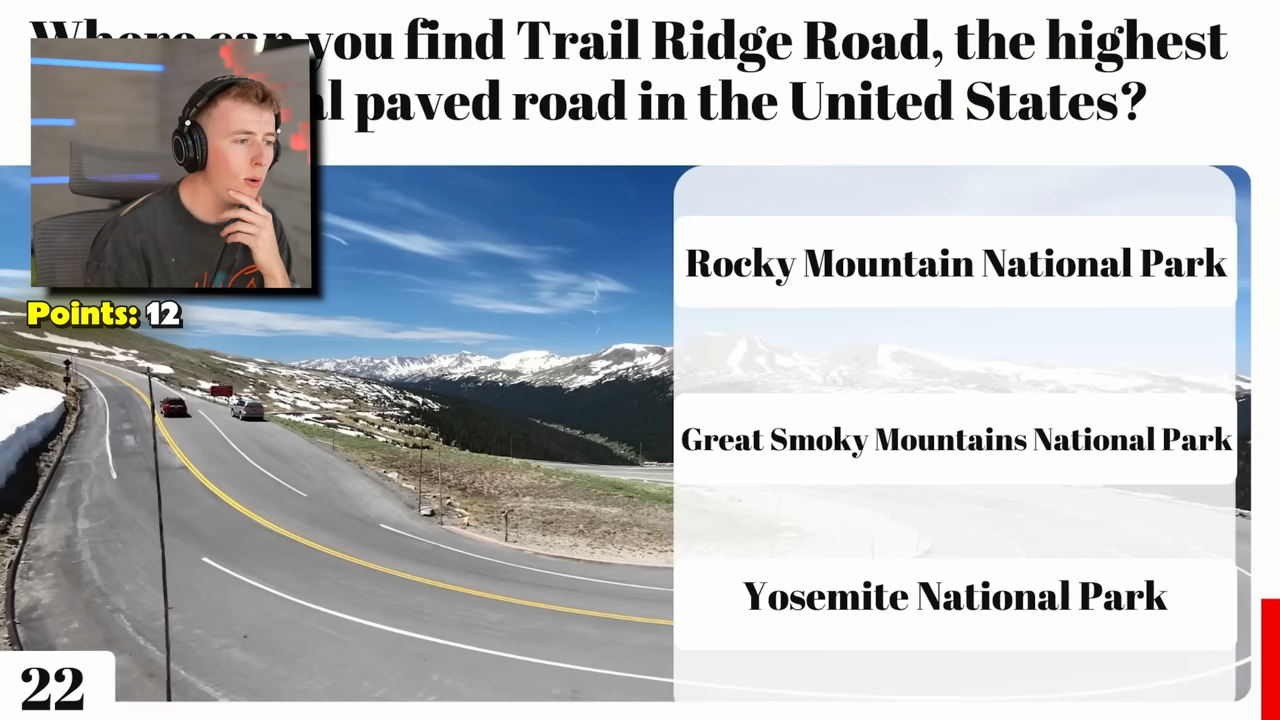 you find Trail Ridge Road, the highest
paved road in the United States?
Rocky Mountain National Park
Points: 12
Great Smoky Mountains National Park
Yosemite National Park
22